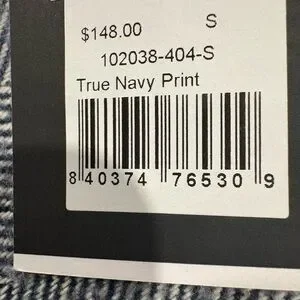 $148.00 S
102038-404-S
True Navy Print
8 40374 76530 9